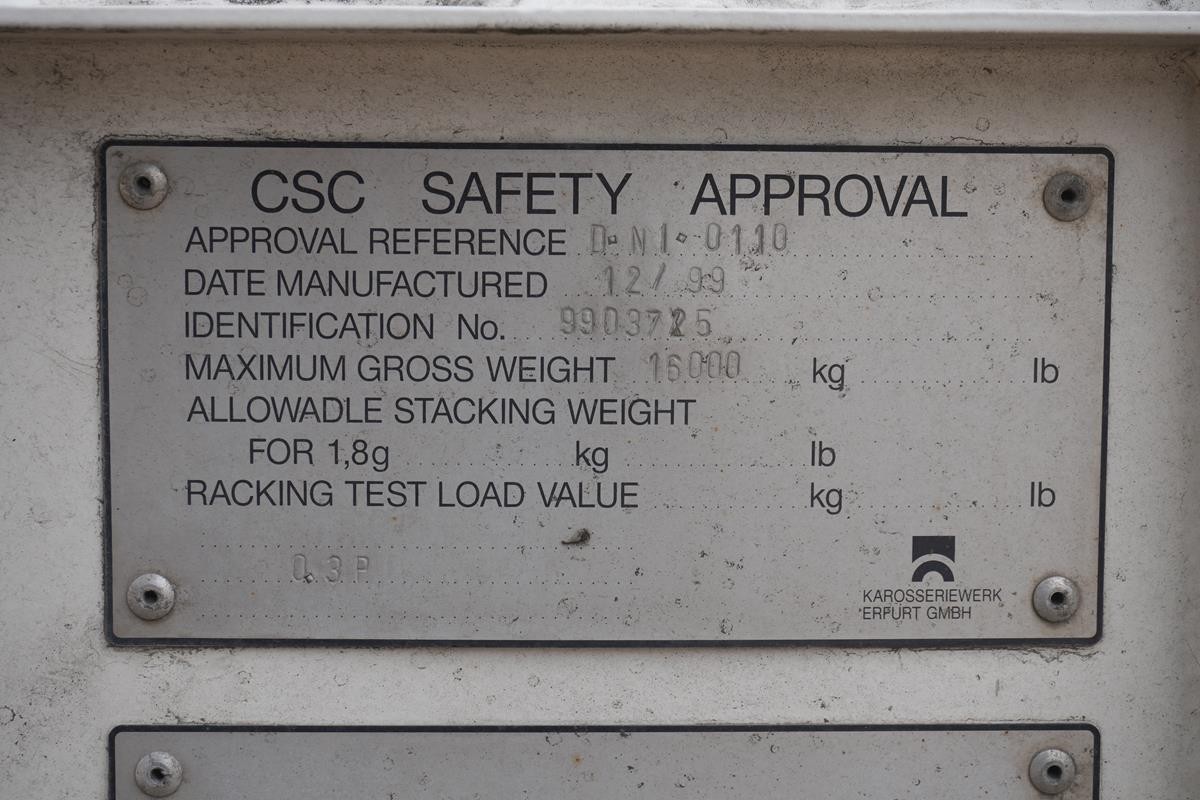 CSC SAFETY APPROVAL
APPROVAL REFERENCE D·NI·0110
DATE MANUFACTURED 12/99
IDENTIFICATION No.
MAXIMUM GROSS WEIGHT 16000 kg lb
ALLOWADLE STACKING WEIGHT
FOR 1,8g kg lb
RACKING TEST LOAD VALUE kg lb
0.3P
KAROSSERIEWERK
ERFURT GMBH